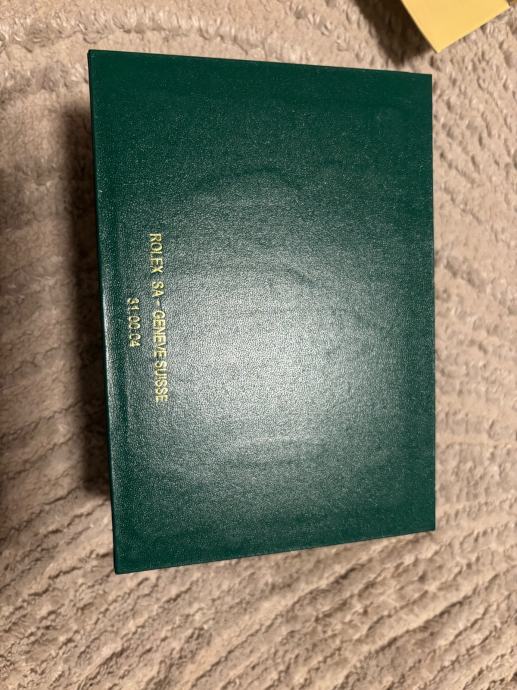 ROLEX SA - GENEVE SUISSE
31.00.04